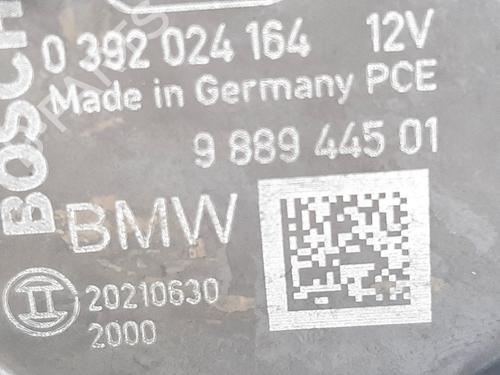 BOSCH
0 392 024 164 12V
Made in Germany PCE
9 889 445 01
BMW
20210630
2000